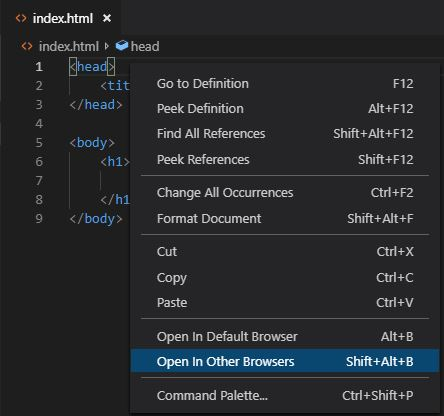 <> index.html ×
<> index.html > head
1 <head>
2 <tit
3 </head>
4
5 <body>
6 <h1>
7
8 </h1
9 </body>
Go to Definition F12
Peek Definition Alt+F12
Find All References Shift+Alt+F12
Peek References Shift+F12
Change All Occurrences Ctrl+F2
Format Document Shift+Alt+F
Cut Ctrl+X
Copy Ctrl+C
Paste Ctrl+V
Open In Default Browser Alt+B
Open In Other Browsers Shift+Alt+B
Command Palette... Ctrl+Shift+P